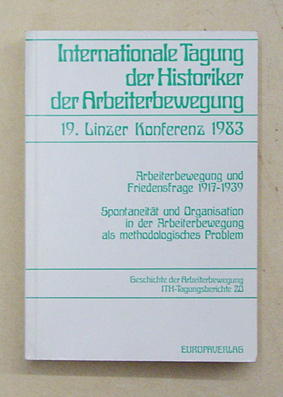 Internationale Tagung
der Historiker
der Arbeiterbewegung
19. Linzer Konferenz 1983
Arbeiterbewegung und
Friedensfrage 1917-1939
Spontaneität und Organisation
in der Arbeiterbewegung
als methodologisches Problem
Geschichte der Arbeiterbewegung
ITH-Tagungsberichte 20
EUROPAVERLAG